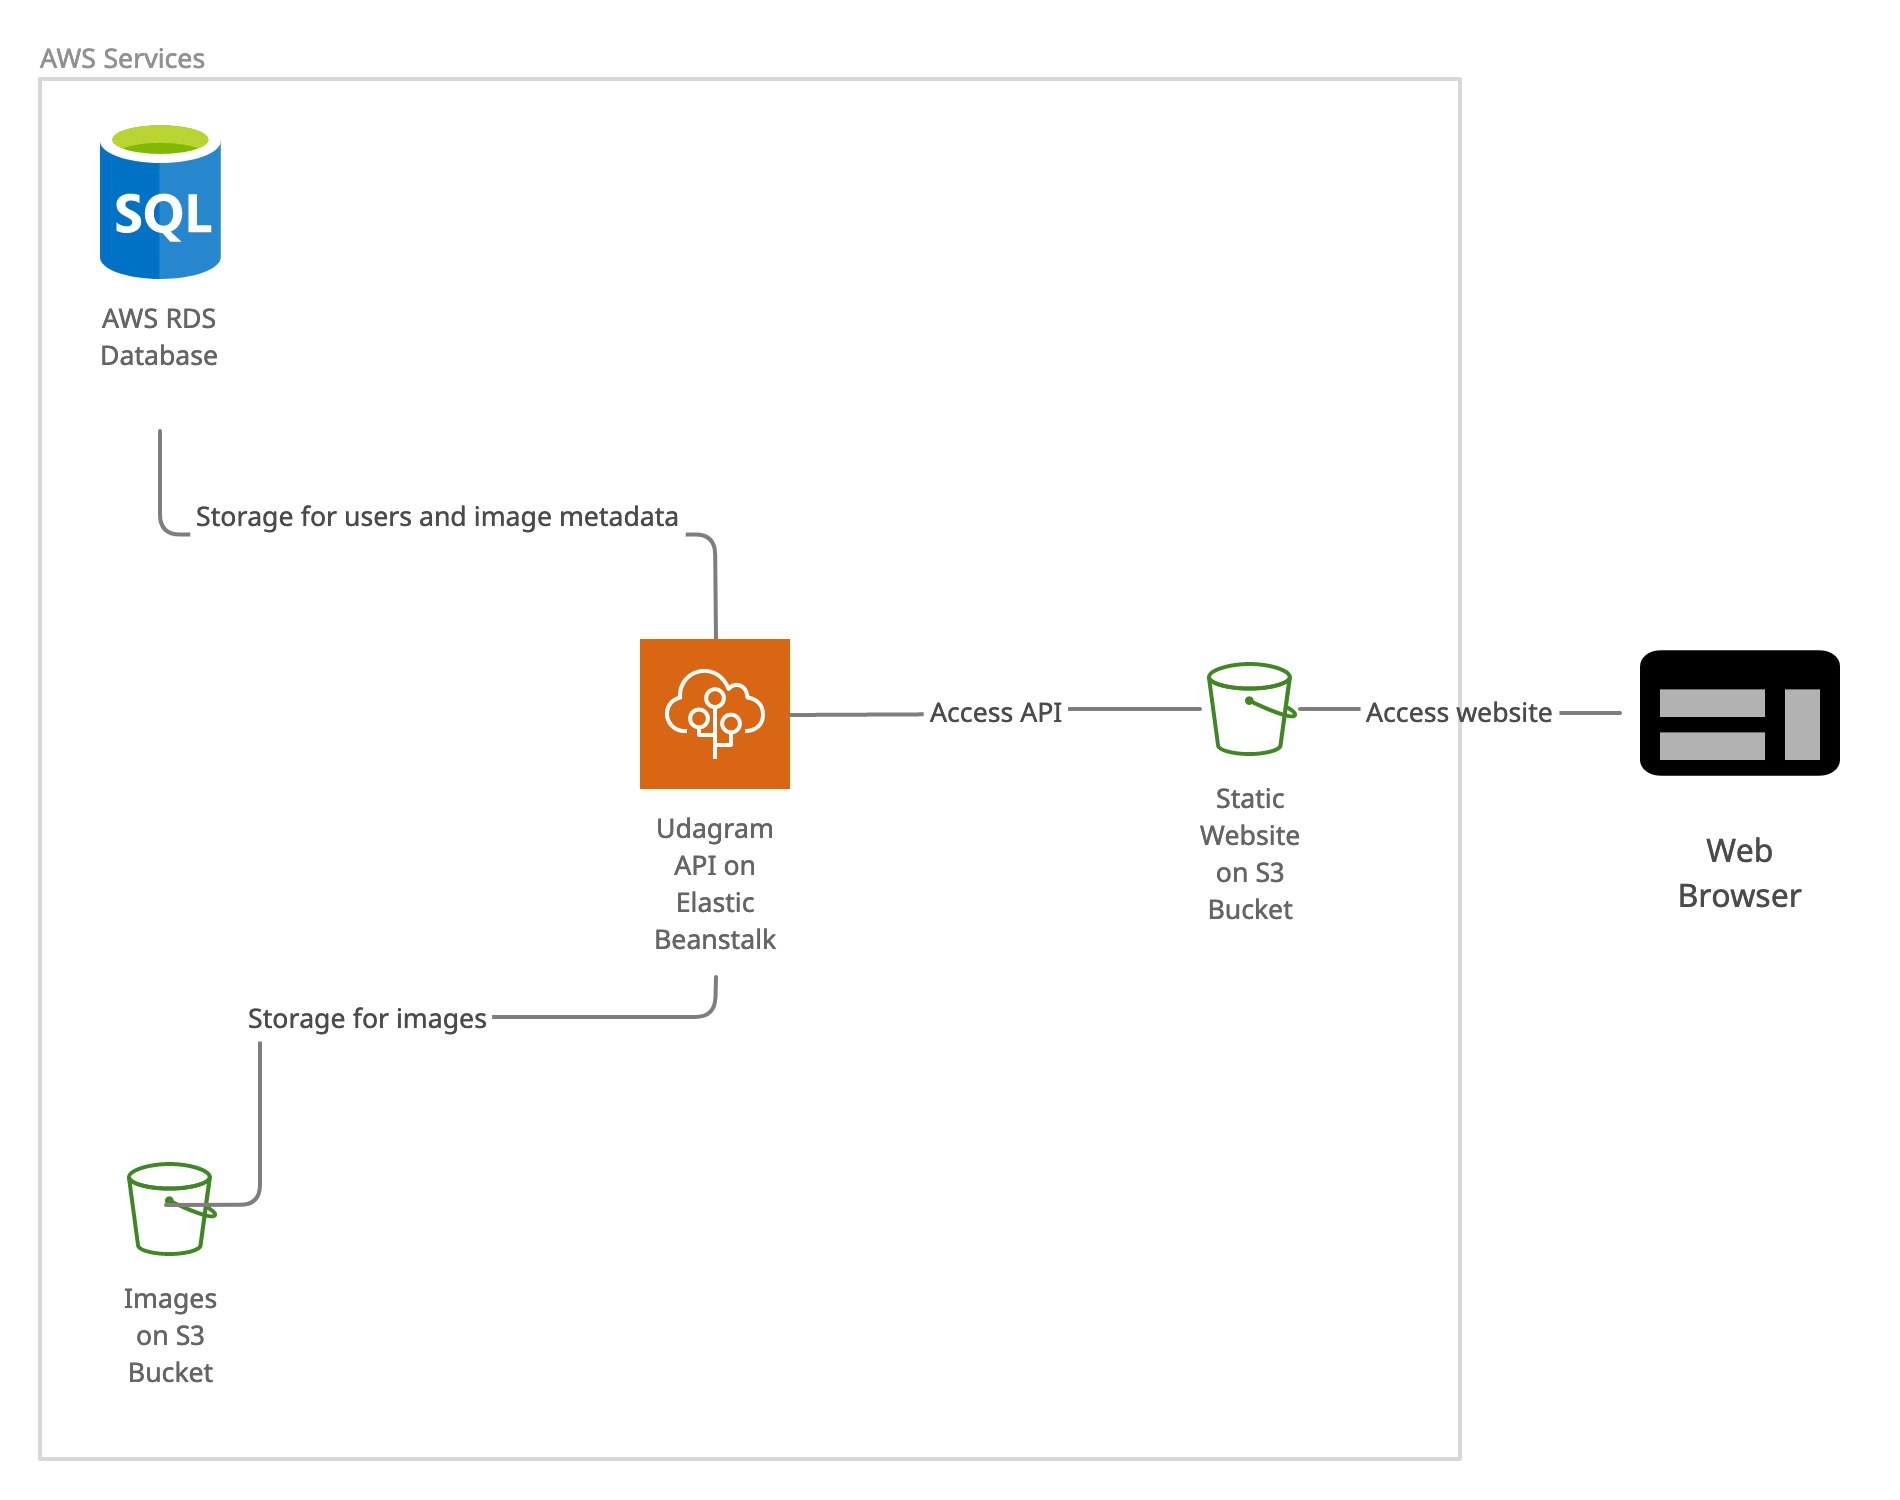 AWS Services
SQL
AWS RDS
Database
Storage for users and image metadata
Access API
Access website
Udagram
API on
Elastic
Beanstalk
Static
Website
on S3
Bucket
Web
Browser
Storage for images
Images
on S3
Bucket